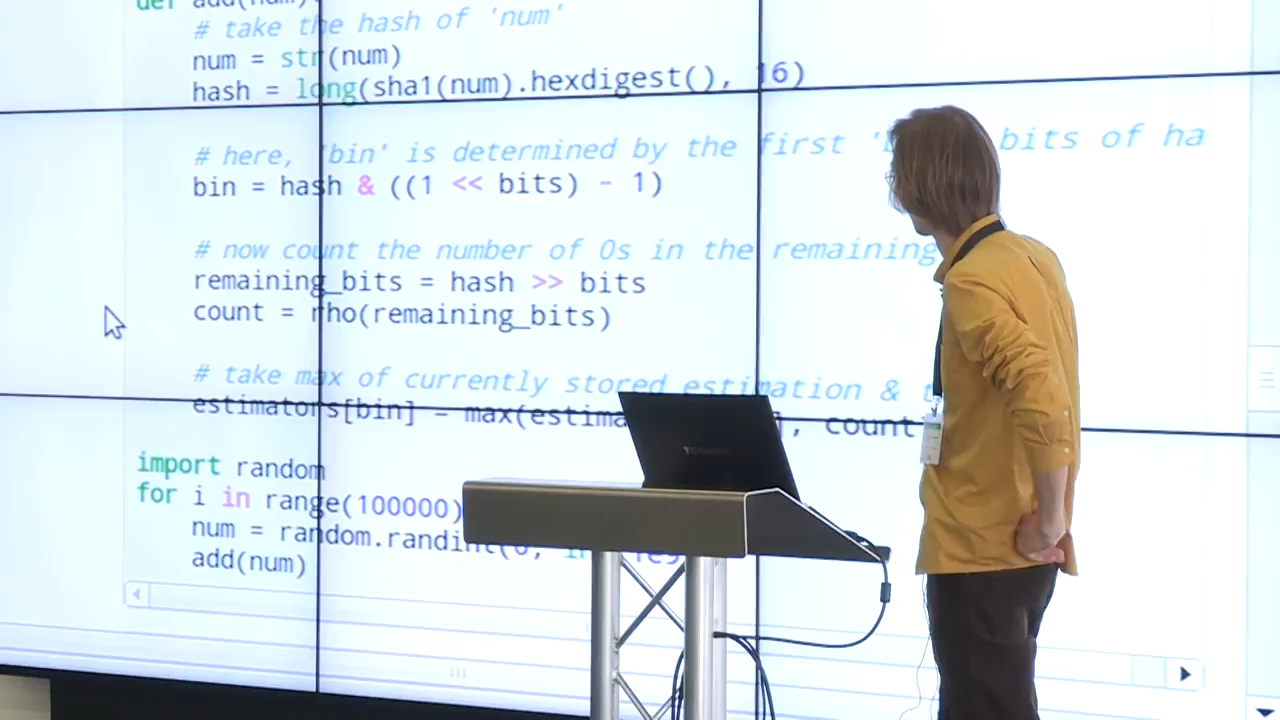 def add(num):
# take the hash of 'num'
num = str(num)
hash = long(sha1(num).hexdigest(), 16)
# here, 'bin' is determined by the first bits of ha
bin = hash & ((1 << bits) - 1)
# now count the number of 0s in the remaining
remaining_bits = hash >> bits
count = rho(remaining_bits)
# take max of currently stored estimation &
estimators[bin] = max(estima ], count
import random
for i in range(100000)
num = random.randint(0,
add(num)